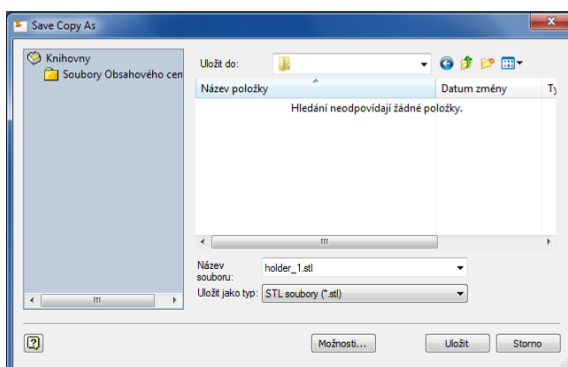 Save Copy As
Knihovny
Soubory Obsahového cen
Uložit do:
Název položky
Datum změny
Ty
Hledání neodpovídají žádné položky.
Název souboru:
holder_1.stl
Uložit jako typ:
STL soubory (*.stl)
Možnosti...
Uložit
Storno